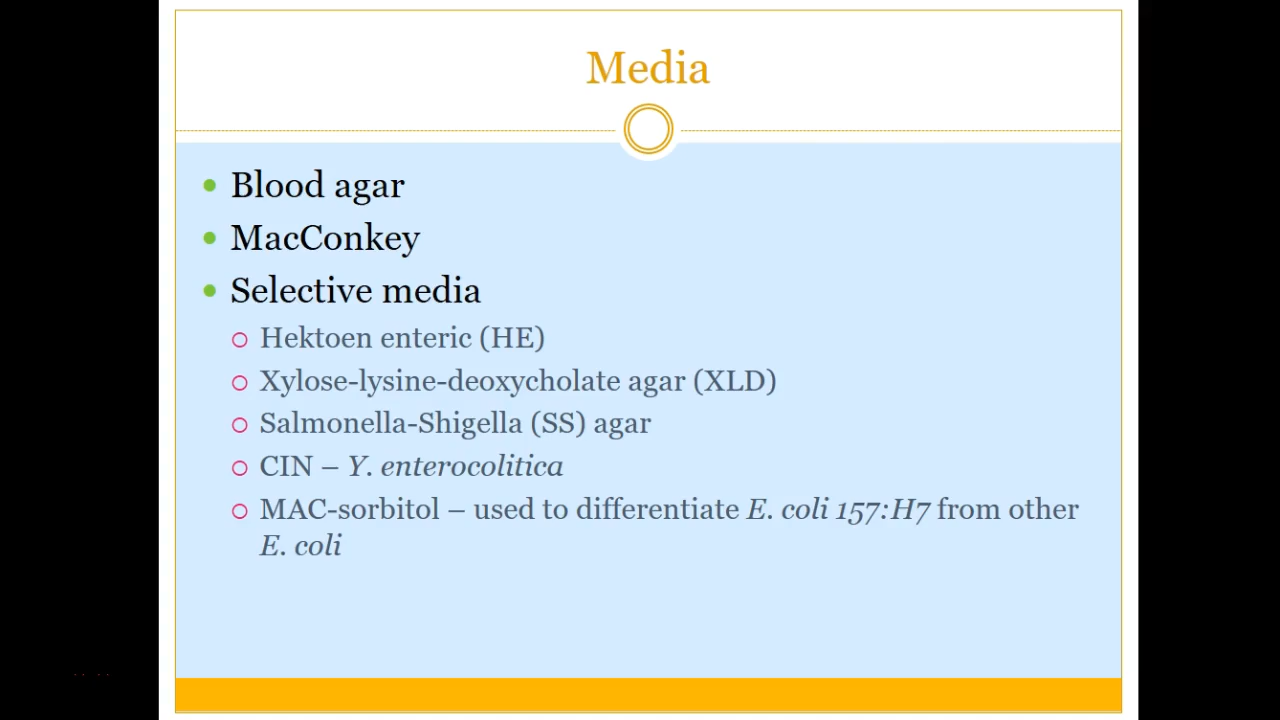 Media
Blood agar
MacConkey
Selective media
Hektoen enteric (HE)
Xylose-lysine-deoxycholate agar (XLD)
Salmonella-Shigella (SS) agar
CIN – Y. enterocolitica
MAC-sorbitol – used to differentiate E. coli 157:H7 from other
E. coli